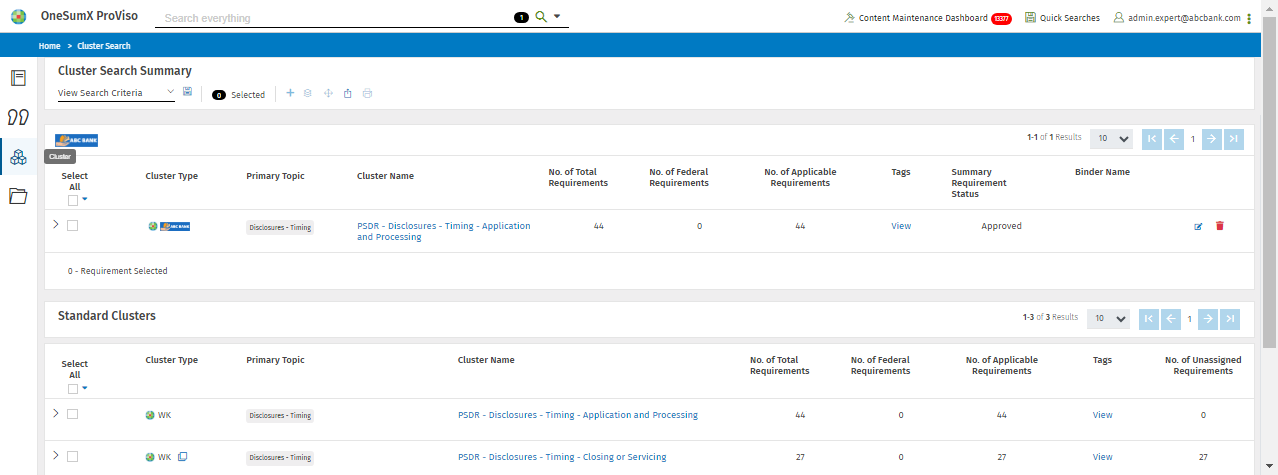 OneSumX ProViso
Search everything
1
Content Maintenance Dashboard 13377
Quick Searches
admin.expert@abcbank.com
Home > Cluster Search
Cluster Search Summary
View Search Criteria
0 Selected
ABC BANK
1-1 of 1 Results
10
1
Cluster
Select All
Cluster Type
Primary Topic
Cluster Name
No. of Total Requirements
No. of Federal Requirements
No. of Applicable Requirements
Tags
Summary Requirement Status
Binder Name
ABC BANK
Disclosures - Timing
PSDR - Disclosures - Timing - Application
and Processing
44
0
44
View
Approved
0 - Requirement Selected
Standard Clusters
1-3 of 3 Results
10
1
Select All
Cluster Type
Primary Topic
Cluster Name
No. of Total Requirements
No. of Federal Requirements
No. of Applicable Requirements
Tags
No. of Unassigned Requirements
WK
Disclosures - Timing
PSDR - Disclosures - Timing - Application and Processing
44
0
44
View
0
WK
Disclosures - Timing
PSDR - Disclosures - Timing - Closing or Servicing
27
0
27
View
27